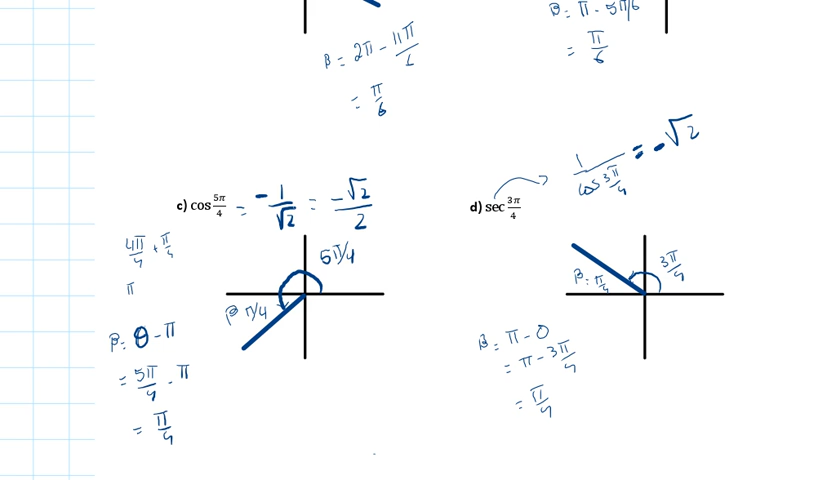 β = 2π - 11π/6
= π/6
β = π - 5π/6
= π/6
c) cos 5π/4 = -1/√2 = -√2/2
4π/4 + π/4
π
5π/4
β π/4
β = θ - π
= 5π/4 - π
= π/4
d) sec 3π/4
1/cos 3π/4 = -√2
3π/4
β = π/4
β = π - θ
= π - 3π/4
= π/4